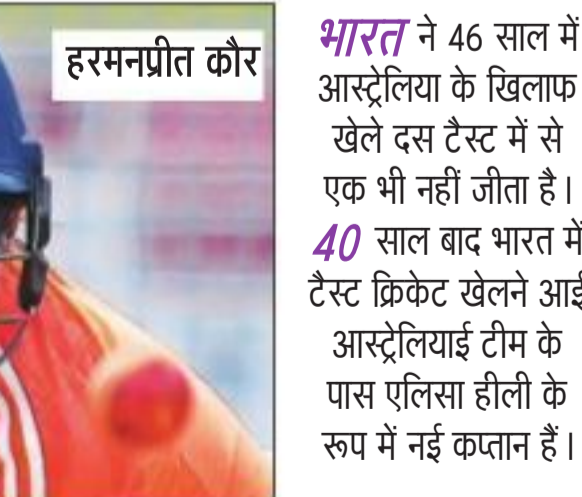 हरमनप्रीत कौर
भारत ने 46 साल में
आस्ट्रेलिया के खिलाफ
खेले दस टैस्ट में से
एक भी नहीं जीता है।
40 साल बाद भारत में
टैस्ट क्रिकेट खेलने आई
आस्ट्रेलियाई टीम के
पास एलिसा हीली के
रूप में नई कप्तान हैं।